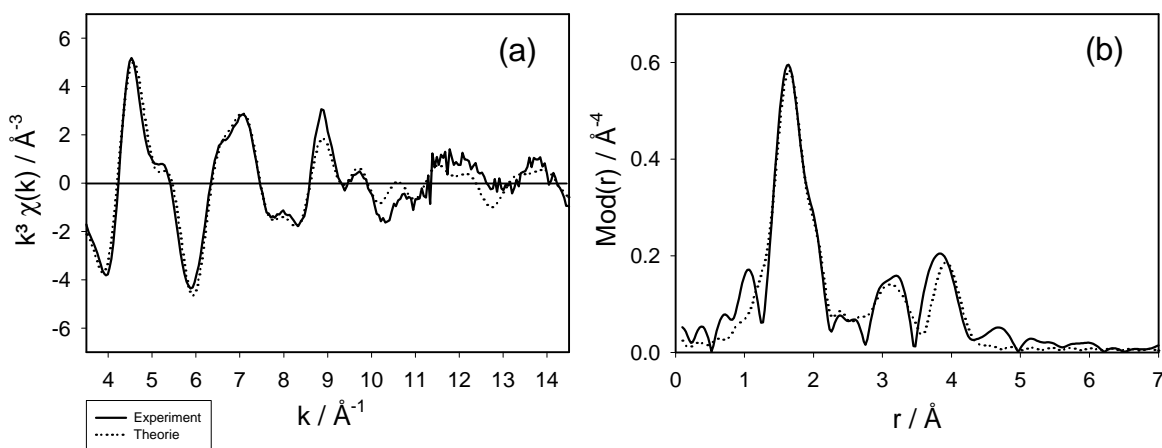 (a)
k³ χ(k) / Å⁻³
6
4
2
0
-2
-4
-6
4 5 6 7 8 9 10 11 12 13 14
k / Å⁻¹
Experiment
Theorie
(b)
Mod(r) / Å⁻⁴
0.6
0.4
0.2
0.0
0 1 2 3 4 5 6 7
r / Å